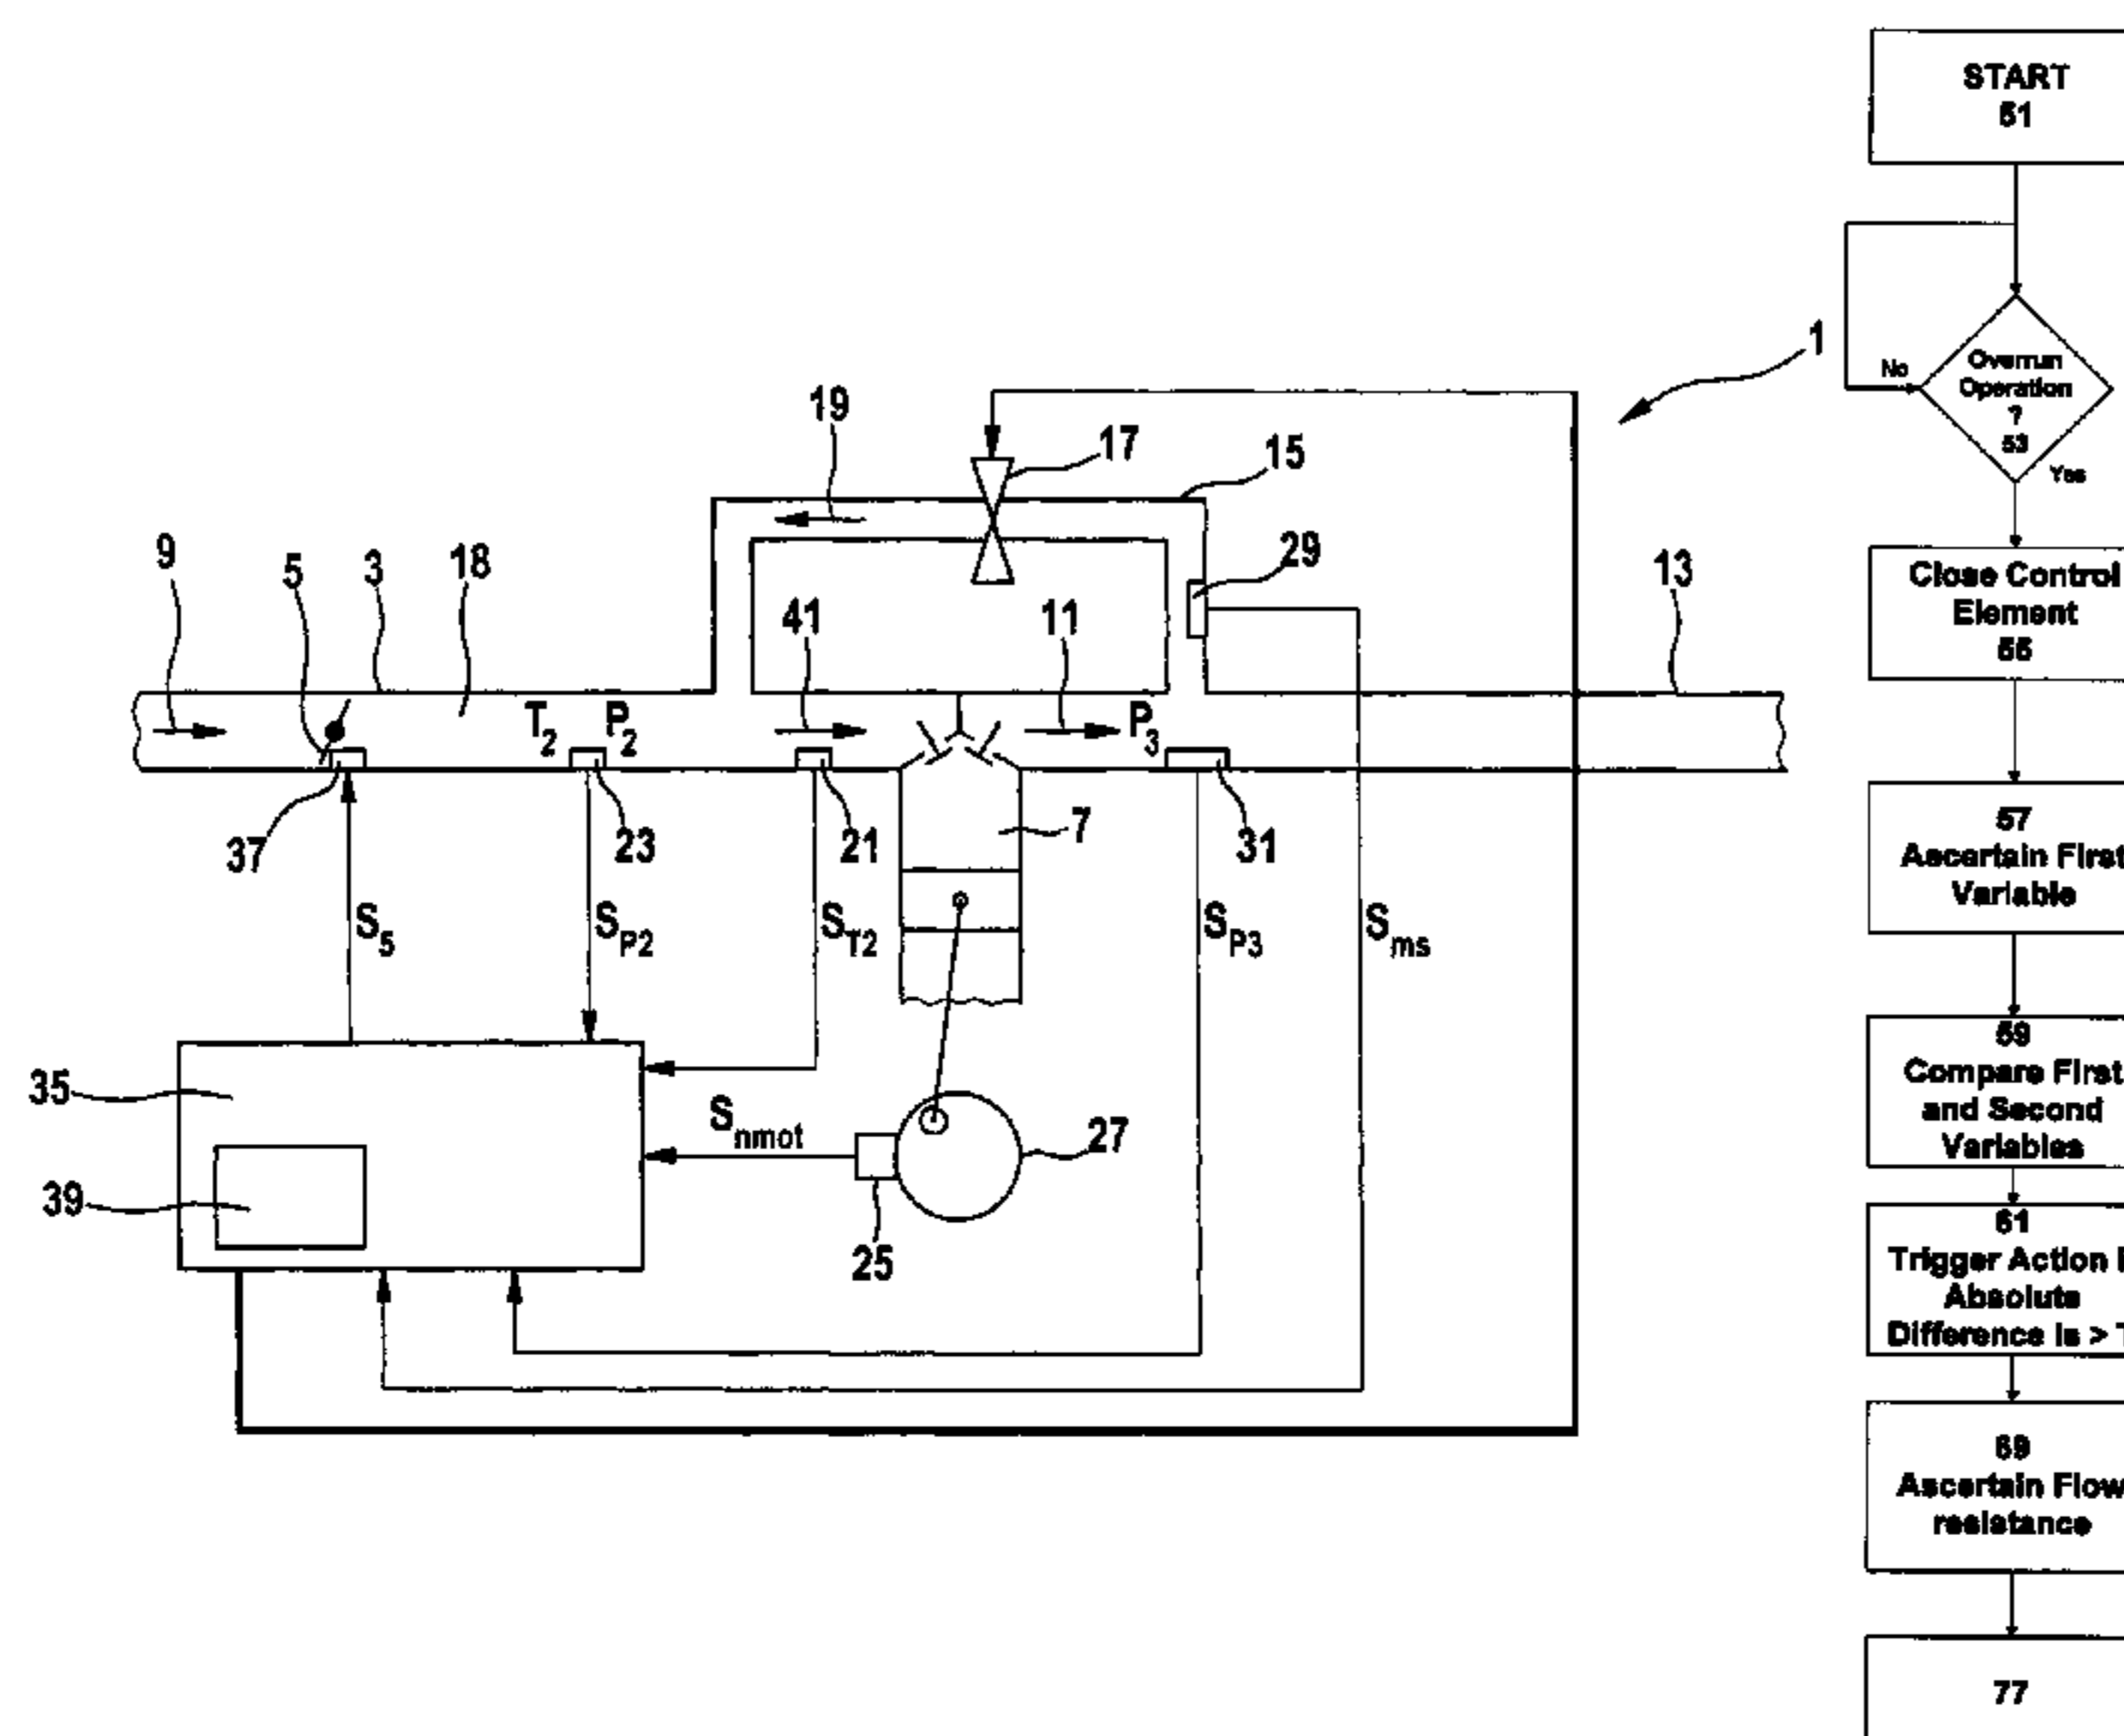 1
19
17
15
9
5
3
18
29
13
41
11
T2
P2
P3
37
23
21
7
31
S5
SP2
ST2
SP3
Sms
35
Snmot
27
39
25
START
51
No
Overrun
Operation
?
53
Yes
Close Control
Element
55
57
Ascertain First
Variable
59
Compare First
and Second
Variables
61
Trigger Action
Absolute
Difference is >
69
Ascertain Flow
resistance
77